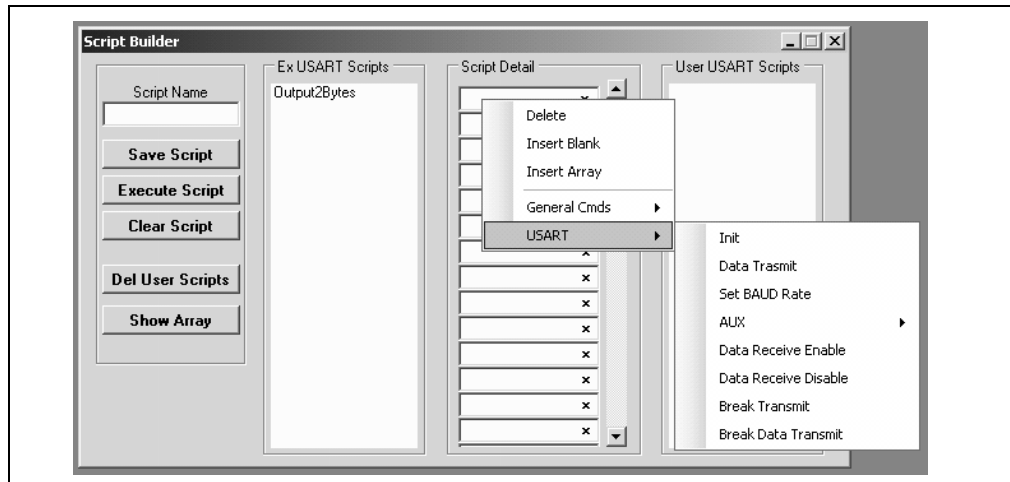 Script Builder
Script Name
Save Script
Execute Script
Clear Script
Del User Scripts
Show Array
Ex USART Scripts
Output2Bytes
Script Detail
Delete
Insert Blank
Insert Array
General Cmds
USART
User USART Scripts
Init
Data Trasmit
Set BAUD Rate
AUX
Data Receive Enable
Data Receive Disable
Break Transmit
Break Data Transmit